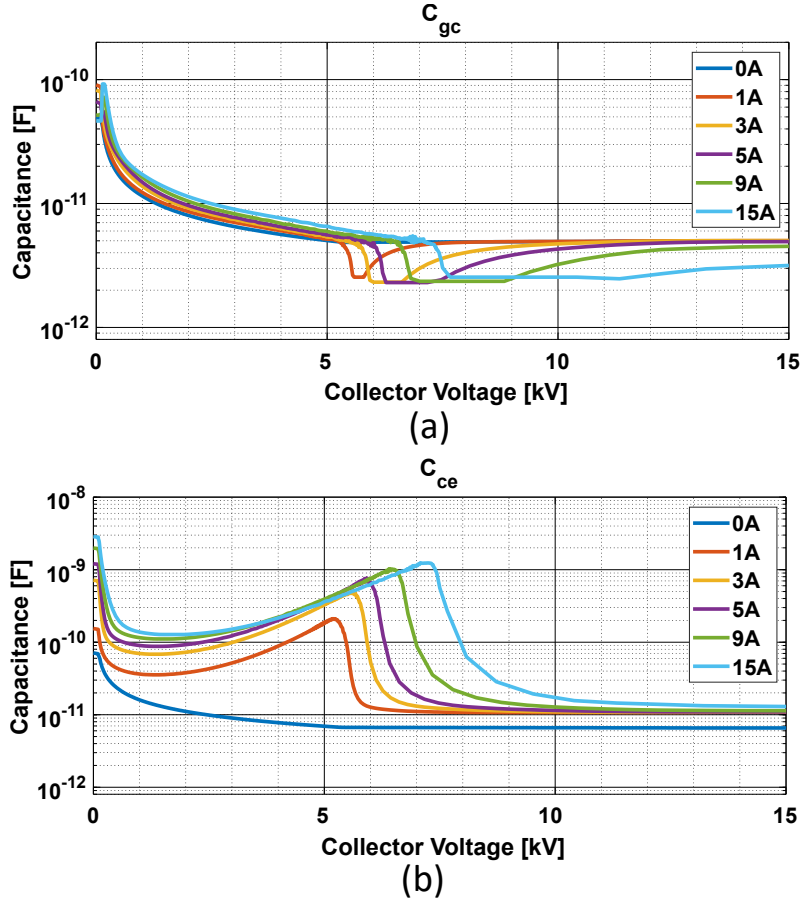 C_gc
Capacitance [F]
10^-10
10^-11
10^-12
0A
1A
3A
5A
9A
15A
0 5 10 15
Collector Voltage [kV]
(a)
C_ce
Capacitance [F]
10^-8
10^-9
10^-10
10^-11
10^-12
0A
1A
3A
5A
9A
15A
0 5 10 15
Collector Voltage [kV]
(b)